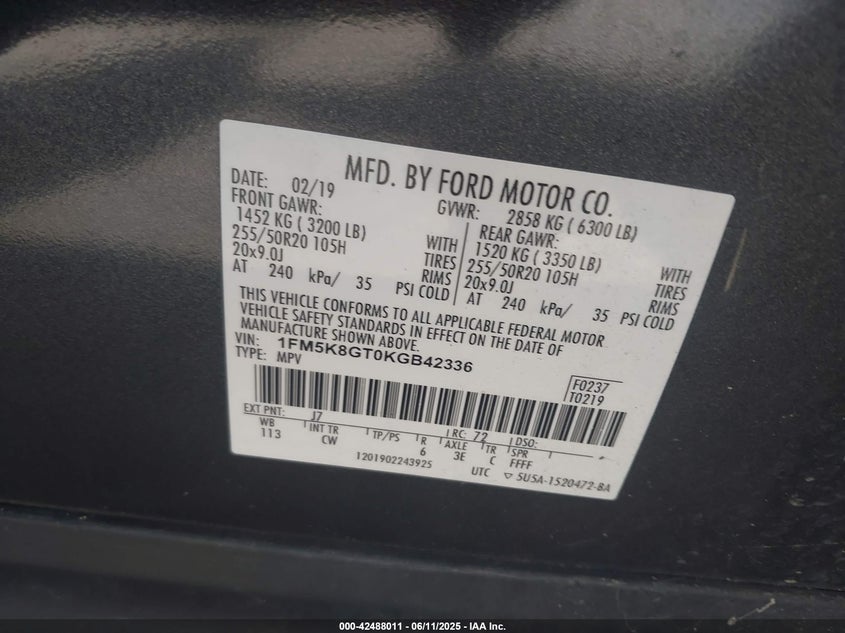 MFD. BY FORD MOTOR CO.
DATE: 02/19 GVWR: 2858 KG ( 6300 LB)
FRONT GAWR: REAR GAWR:
1452 KG ( 3200 LB) WITH 1520 KG ( 3350 LB) WITH
255/50R20 105H TIRES 255/50R20 105H TIRES
20x9.0J RIMS 20x9.0J RIMS
AT 240 kPa/ 35 PSI COLD AT 240 kPa/ 35 PSI COLD
THIS VEHICLE CONFORMS TO ALL APPLICABLE FEDERAL MOTOR
VEHICLE SAFETY STANDARDS IN EFFECT ON THE DATE OF
MANUFACTURE SHOWN ABOVE.
VIN: 1FM5K8GT0KGB42336
TYPE: MPV
F0237
T0219
EXT PNT: J7 RC: 72 DSO:
WB INT TR TP/PS R AXLE TR SPR
113 CW 6 3E C FFFF
1201902243925 UTC ▽ 5U5A-1520472-BA
000-42488011 - 06/11/2025 - IAA Inc.